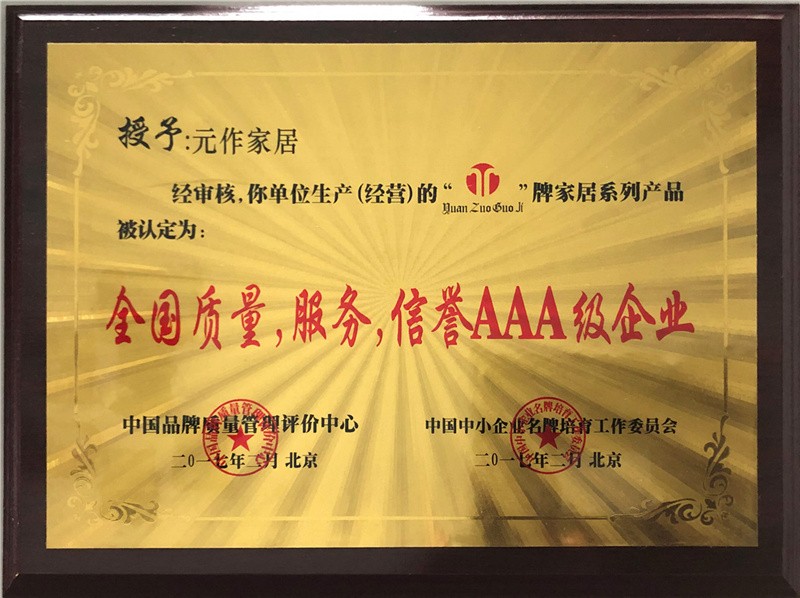 授予:元作家居
经审核,你单位生产(经营)的“ ”牌家居系列产品
Yuan Zuo Guo Ji
被认定为:
全国质量,服务,信誉AAA级企业
中国品牌质量管理评价中心
二0一七年二月 北京
中国中小企业名牌培育工作委员会
二0一七年二月 北京